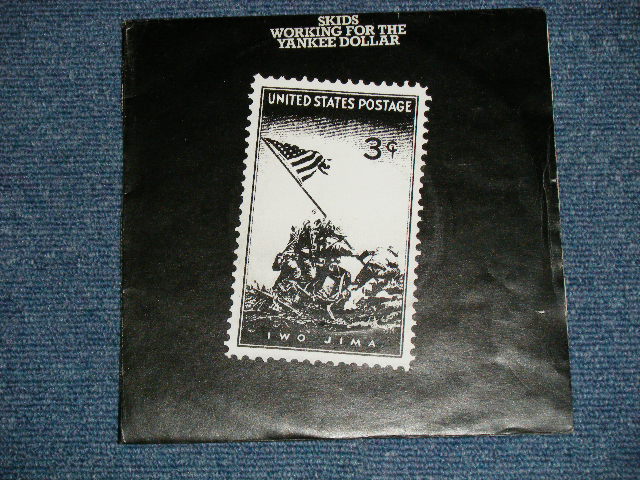 SKIDS
WORKING FOR THE
YANKEE DOLLAR
UNITED STATES POSTAGE
3¢
IWO JIMA